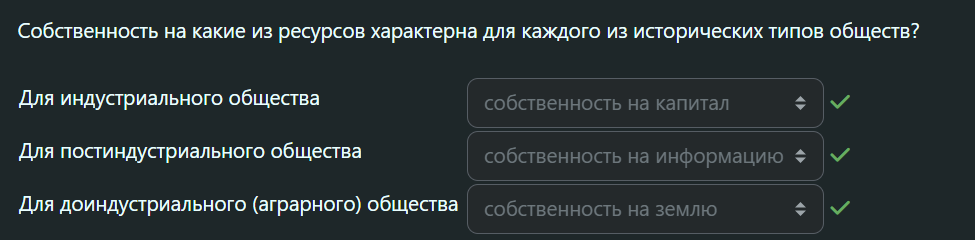 Собственность на какие из ресурсов характерна для каждого из исторических типов обществ?
Для индустриального общества собственность на капитал
Для постиндустриального общества собственность на информацию
Для доиндустриального (аграрного) общества собственность на землю